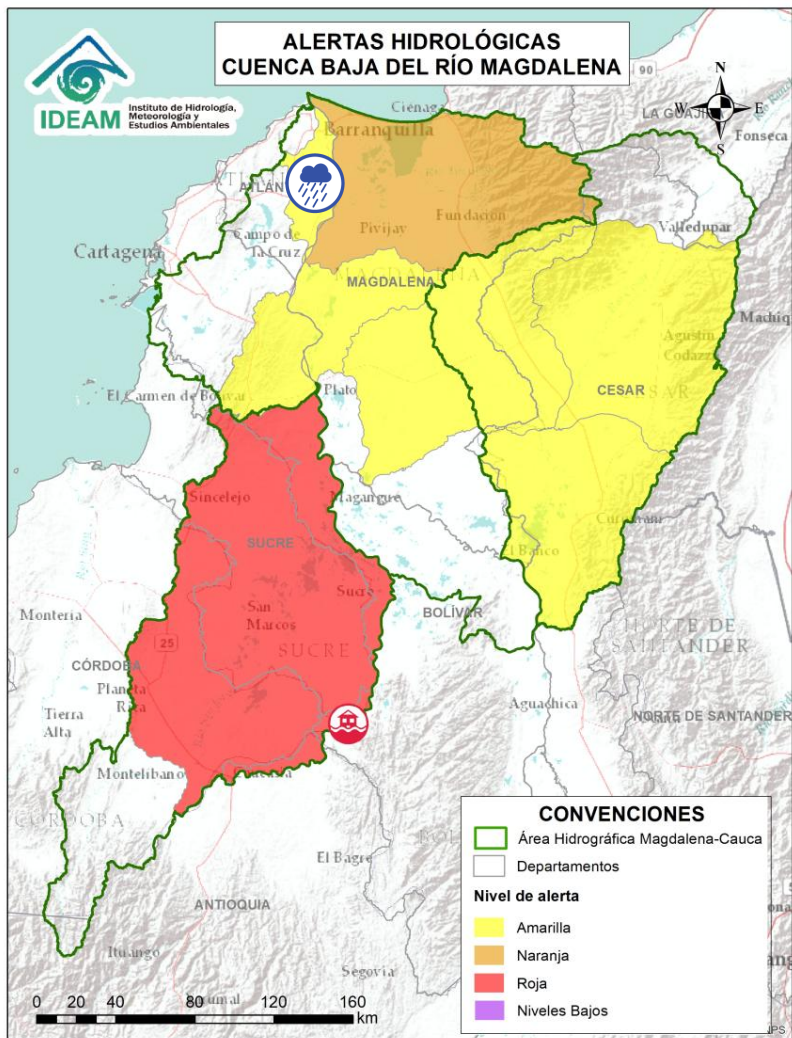 ALERTAS HIDROLÓGICAS
CUENCA BAJA DEL RÍO MAGDALENA
IDEAM
Instituto de Hidrología,
Meteorología y
Estudios Ambientales
N
W
E
S
90
Ciénaga
LA GUAJIRA
Fonseca
Barranquilla
Pivijay
Fundación
Valledupar
Campo de
la Cruz
Cartagena
MAGDALENA
Agustín
Codazzi
CESAR
El Carmen de Bolívar
Plato
Sincelejo
Magangué
SUCRE
El Banco
Sucre
San
Marcos
SUCRE
BOLÍVAR
Montería
25
CÓRDOBA
Planeta
Rica
Tierra
Alta
NORTE DE
SANTANDER
Aguachica
NORTE DE SANTANDER
Montelíbano
CÓRDOBA
El Bagre
ANTIOQUIA
Ituango
Segovia
0 20 40 80 120 160
km
CONVENCIONES
Área Hidrográfica Magdalena-Cauca
Departamentos
Nivel de alerta
Amarilla
Naranja
Roja
Niveles Bajos